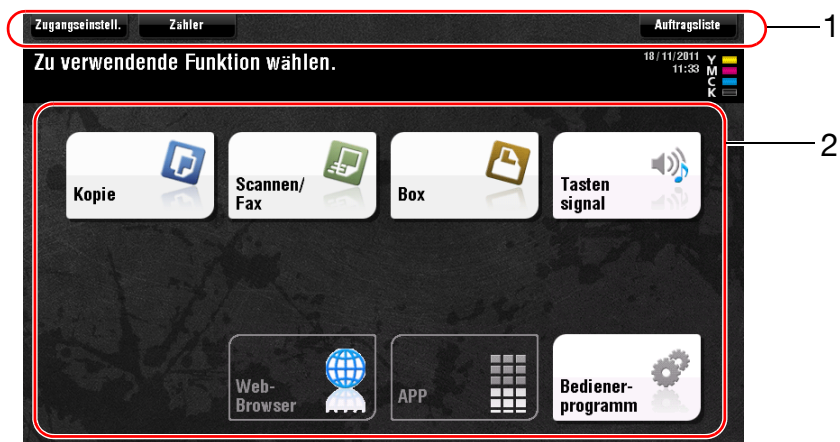 Zugangseinstell. Zähler Auftragsliste 1
Zu verwendende Funktion wählen.
18/11/2011
11:33
Y
M
C
K
2
Kopie
Scannen/
Fax
Box
Tasten
signal
Web-
Browser
APP
Bediener-
programm